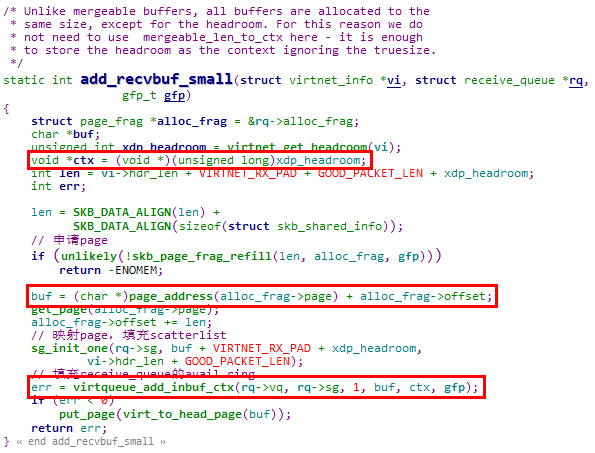 /* Unlike mergeable buffers, all buffers are allocated to the
 * same size, except for the headroom. For this reason we do
 * not need to use  mergeable_len_to_ctx here - it is enough
 * to store the headroom as the context ignoring the truesize.
 */
static int add_recvbuf_small(struct virtnet_info *vi, struct receive_queue *rq,
                gfp_t gfp)
{
    struct page_frag *alloc_frag = &rq->alloc_frag;
    char *buf;
    unsigned int xdp_headroom = virtnet_get_headroom(vi);
    void *ctx = (void *)(unsigned long)xdp_headroom;
    int len = vi->hdr_len + VIRTNET_RX_PAD + GOOD_PACKET_LEN + xdp_headroom;
    int err;

    len = SKB_DATA_ALIGN(len) +
          SKB_DATA_ALIGN(sizeof(struct skb_shared_info));
    // 申请page
    if (unlikely(!skb_page_frag_refill(len, alloc_frag, gfp)))
        return -ENOMEM;

    buf = (char *)page_address(alloc_frag->page) + alloc_frag->offset;
    get_page(alloc_frag->page);
    alloc_frag->offset += len;
    // 映射page，填充scatterlist
    sg_init_one(rq->sg, buf + VIRTNET_RX_PAD + xdp_headroom,
            vi->hdr_len + GOOD_PACKET_LEN);
    // 填充receive_queue的avail ring
    err = virtqueue_add_inbuf_ctx(rq->vq, rq->sg, 1, buf, ctx, gfp);
    if (err < 0)
        put_page(virt_to_head_page(buf));
    return err;
} « end add_recvbuf_small »